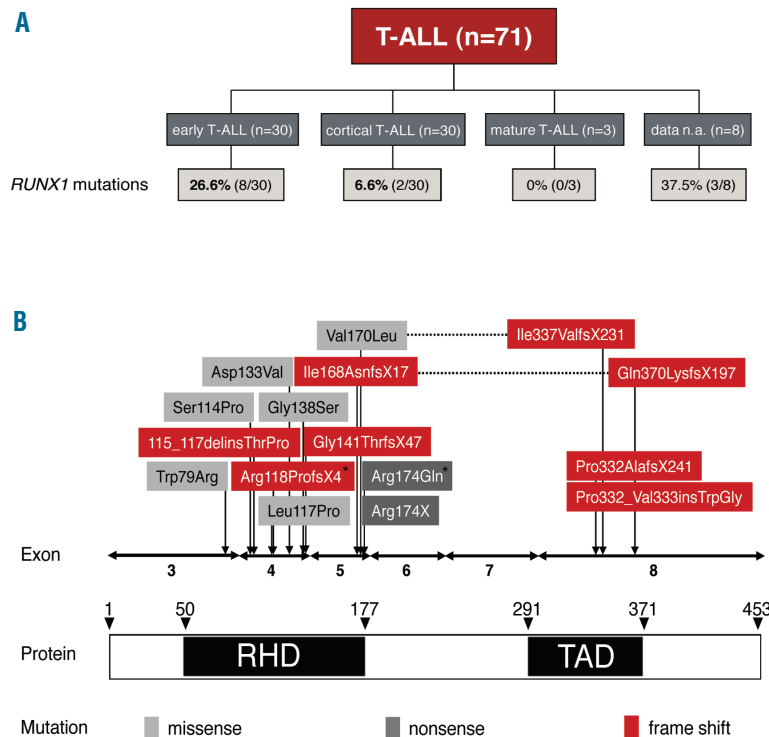 A
T-ALL (n=71)
early T-ALL (n=30) cortical T-ALL (n=30) mature T-ALL (n=3) data n.a. (n=8)
RUNX1 mutations 26.6% (8/30) 6.6% (2/30) 0% (0/3) 37.5% (3/8)
B
Val170Leu Ile337ValfsX231
Asp133Val Ile168AsnfsX17 Gln370LysfsX197
Ser114Pro Gly138Ser
115_117delinsThrPro Gly141ThrfsX47
Trp79Arg Arg118ProfsX4* Arg174Gln* Pro332AlafsX241
Leu117Pro Arg174X Pro332_Val333insTrpGly
Exon
3 4 5 6 7 8
1 50 177 291 371 453
Protein RHD TAD
Mutation missense nonsense frame shift